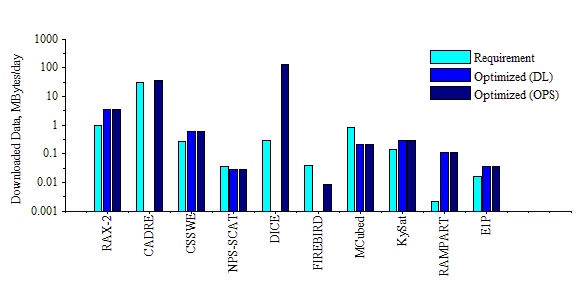 1000
100
10
1
0.1
0.01
0.001
Downloaded Data, MBytes/day
Requirement
Optimized (DL)
Optimized (OPS)
RAX-2
CADRE
CSSWE
NPS-SCAT
DICE
FIREBIRD
MCubed
KySat
RAMPART
E1P